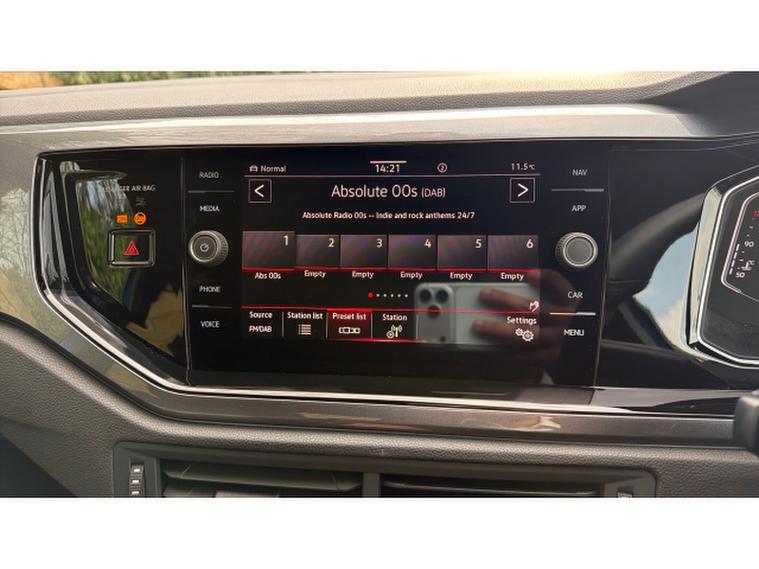 RADIO
MEDIA
PHONE
VOICE
AIR BAG
Normal
14:21
11.5°C
Absolute 00s (DAB)
Absolute Radio 00s -- Indie and rock anthems 24/7
1 2 3 4 5 6
Abs 00s Empty Empty Empty Empty Empty
Source Station list Preset list Station Settings
FM/DAB
NAV
APP
CAR
MENU
90
50